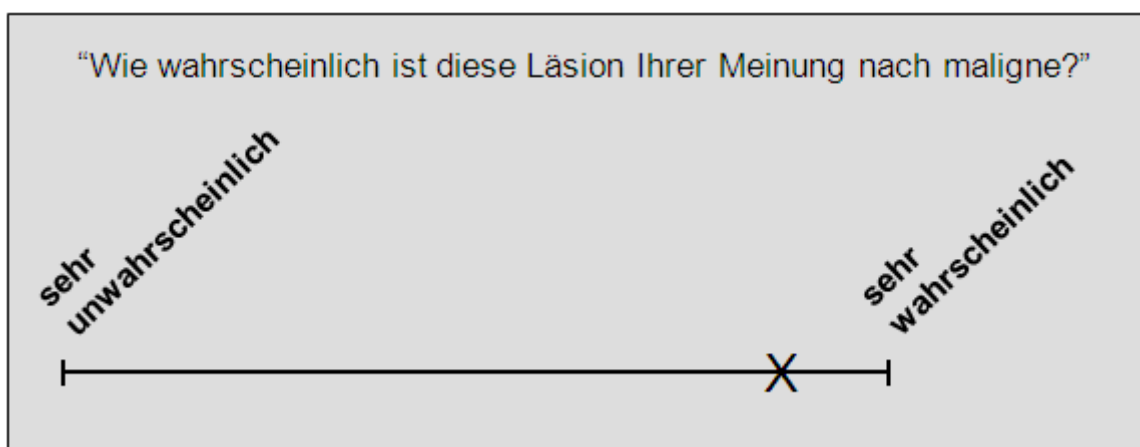 “Wie wahrscheinlich ist diese Läsion Ihrer Meinung nach maligne?”
sehr
unwahrscheinlich
sehr
wahrscheinlich
X